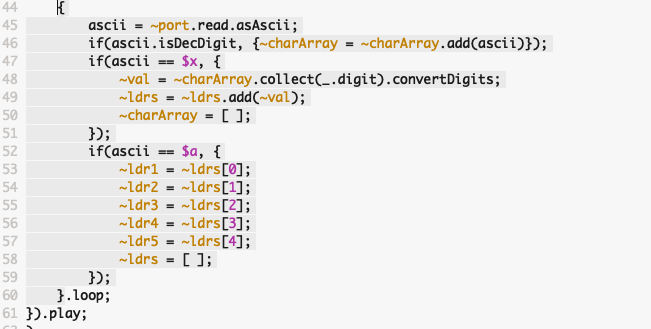 44 {
45 ascii = ~port.read.asAscii;
46 if(ascii.isDecDigit, {~charArray = ~charArray.add(ascii)});
47 if(ascii == $x, {
48 ~val = ~charArray.collect(_.digit).convertDigits;
49 ~ldrs = ~ldrs.add(~val);
50 ~charArray = [ ];
51 });
52 if(ascii == $a, {
53 ~ldr1 = ~ldrs[0];
54 ~ldr2 = ~ldrs[1];
55 ~ldr3 = ~ldrs[2];
56 ~ldr4 = ~ldrs[3];
57 ~ldr5 = ~ldrs[4];
58 ~ldrs = [ ];
59 });
60 }.loop;
61 }).play;